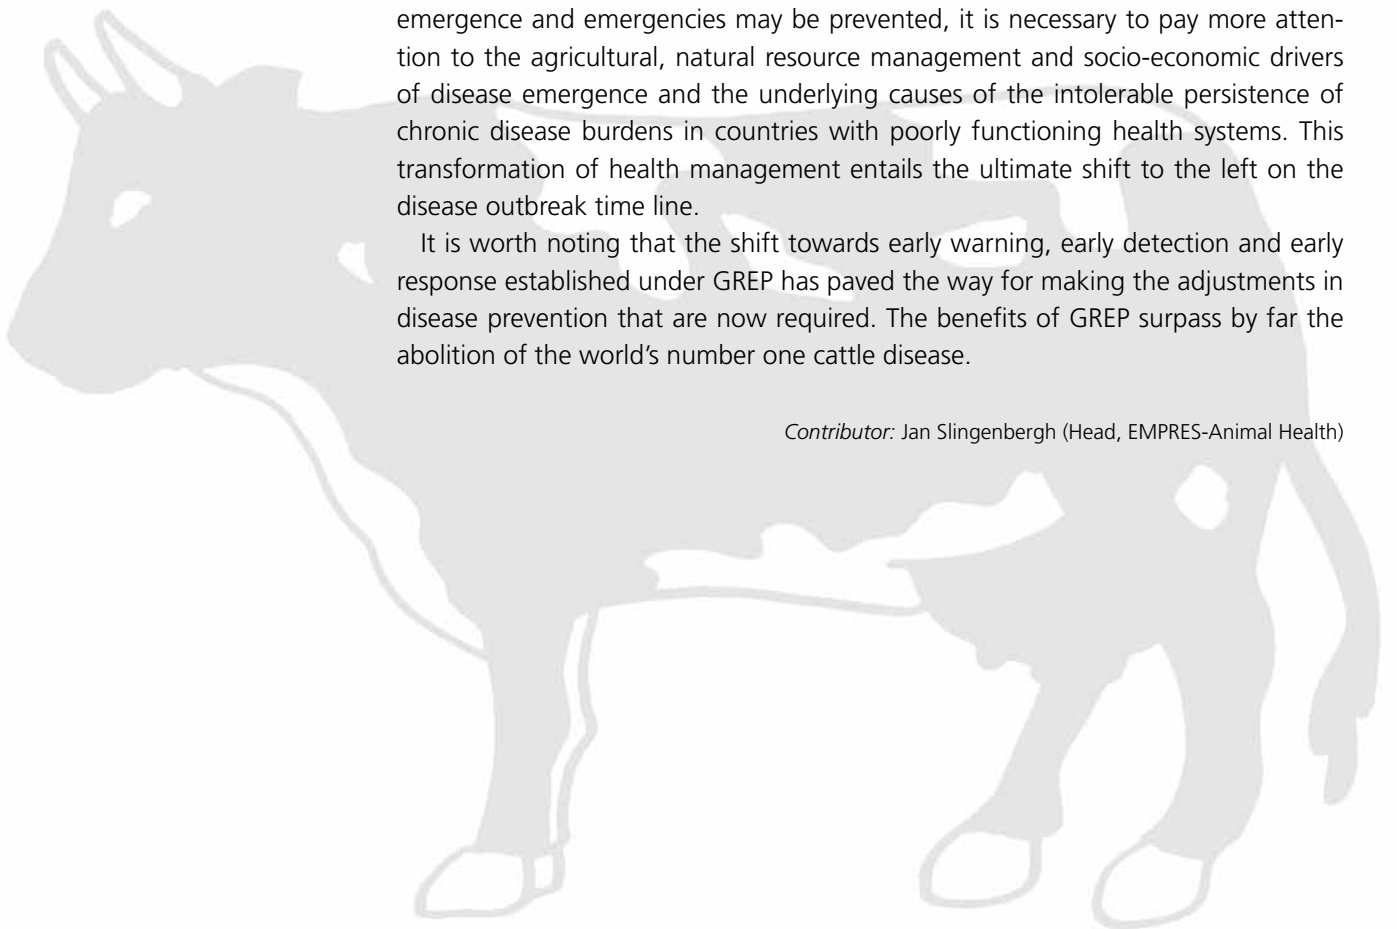 emergence and emergencies may be prevented, it is necessary to pay more atten-
tion to the agricultural, natural resource management and socio-economic drivers
of disease emergence and the underlying causes of the intolerable persistence of
chronic disease burdens in countries with poorly functioning health systems. This
transformation of health management entails the ultimate shift to the left on the
disease outbreak time line.
It is worth noting that the shift towards early warning, early detection and early
response established under GREP has paved the way for making the adjustments in
disease prevention that are now required. The benefits of GREP surpass by far the
abolition of the world’s number one cattle disease.
Contributor: Jan Slingenbergh (Head, EMPRES-Animal Health)